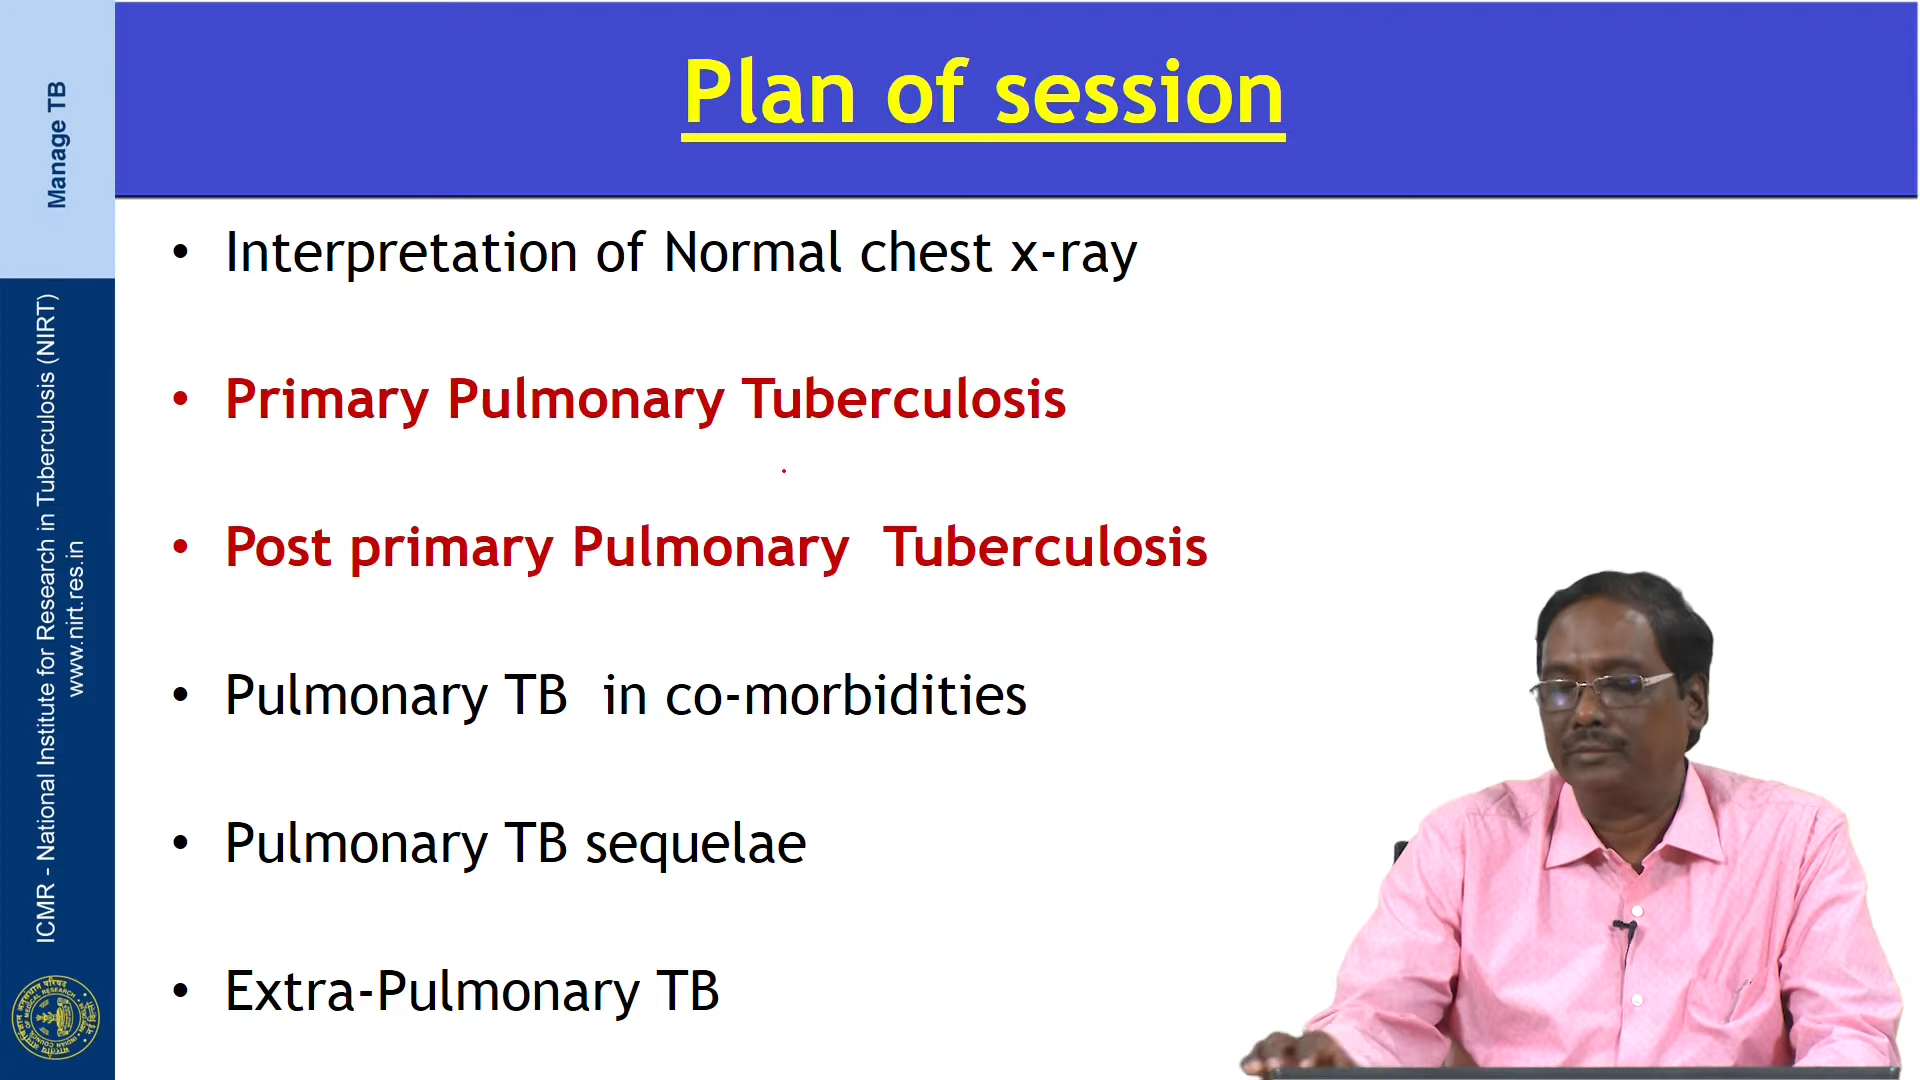 Plan of session
• Interpretation of Normal chest x-ray
• Primary Pulmonary Tuberculosis
• Post primary Pulmonary Tuberculosis
• Pulmonary TB in co-morbidities
• Pulmonary TB sequelae
• Extra-Pulmonary TB
Manage TB
ICMR - National Institute for Research in Tuberculosis (NIRT)
www.nirt.res.in